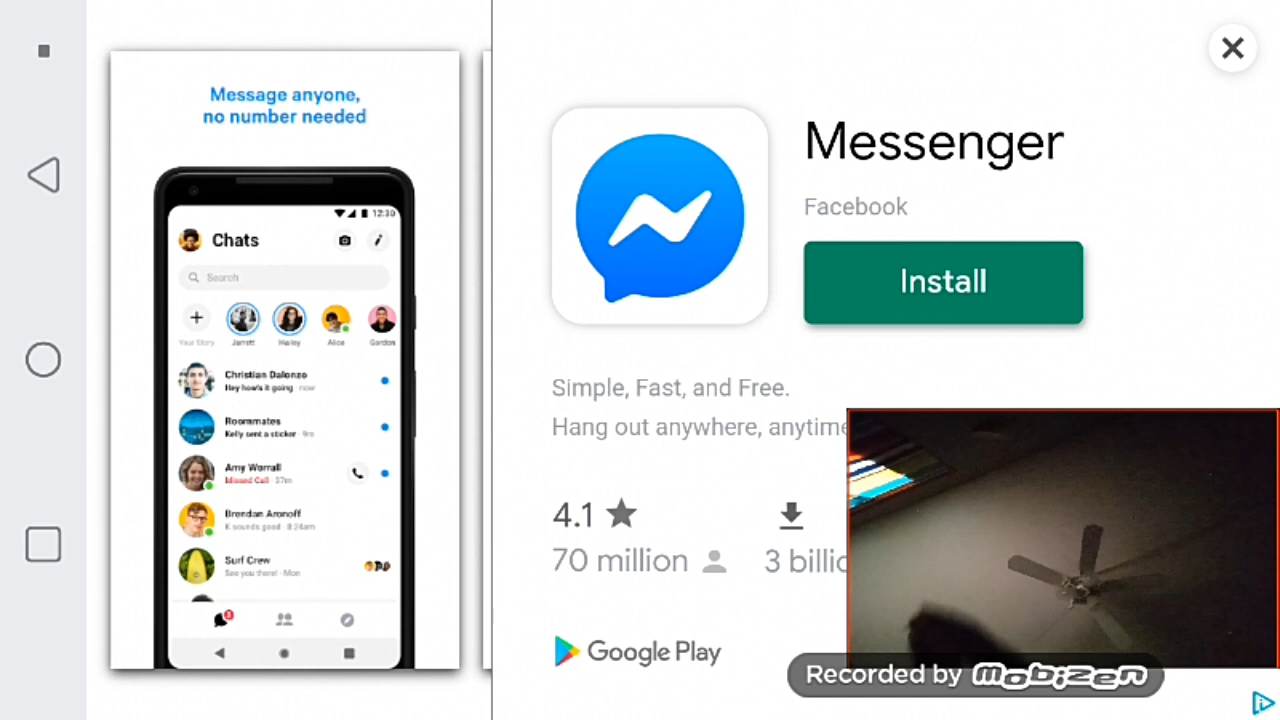 Message anyone,
no number needed
12:30
Chats
Search
Your Story
Jarrett
Hailey
Alice
Gordon
Christian Dalonzo
Hey how's it going · now
Roommates
Kelly sent a sticker · 9m
Amy Worrall
Missed Call · 37m
Brendan Aronoff
K sounds good · 8:24am
Surf Crew
See you there! · Mon
Messenger
Facebook
Install
Simple, Fast, and Free.
Hang out anywhere, anytime
4.1
70 million
3 billio
Google Play
Recorded by mobizen